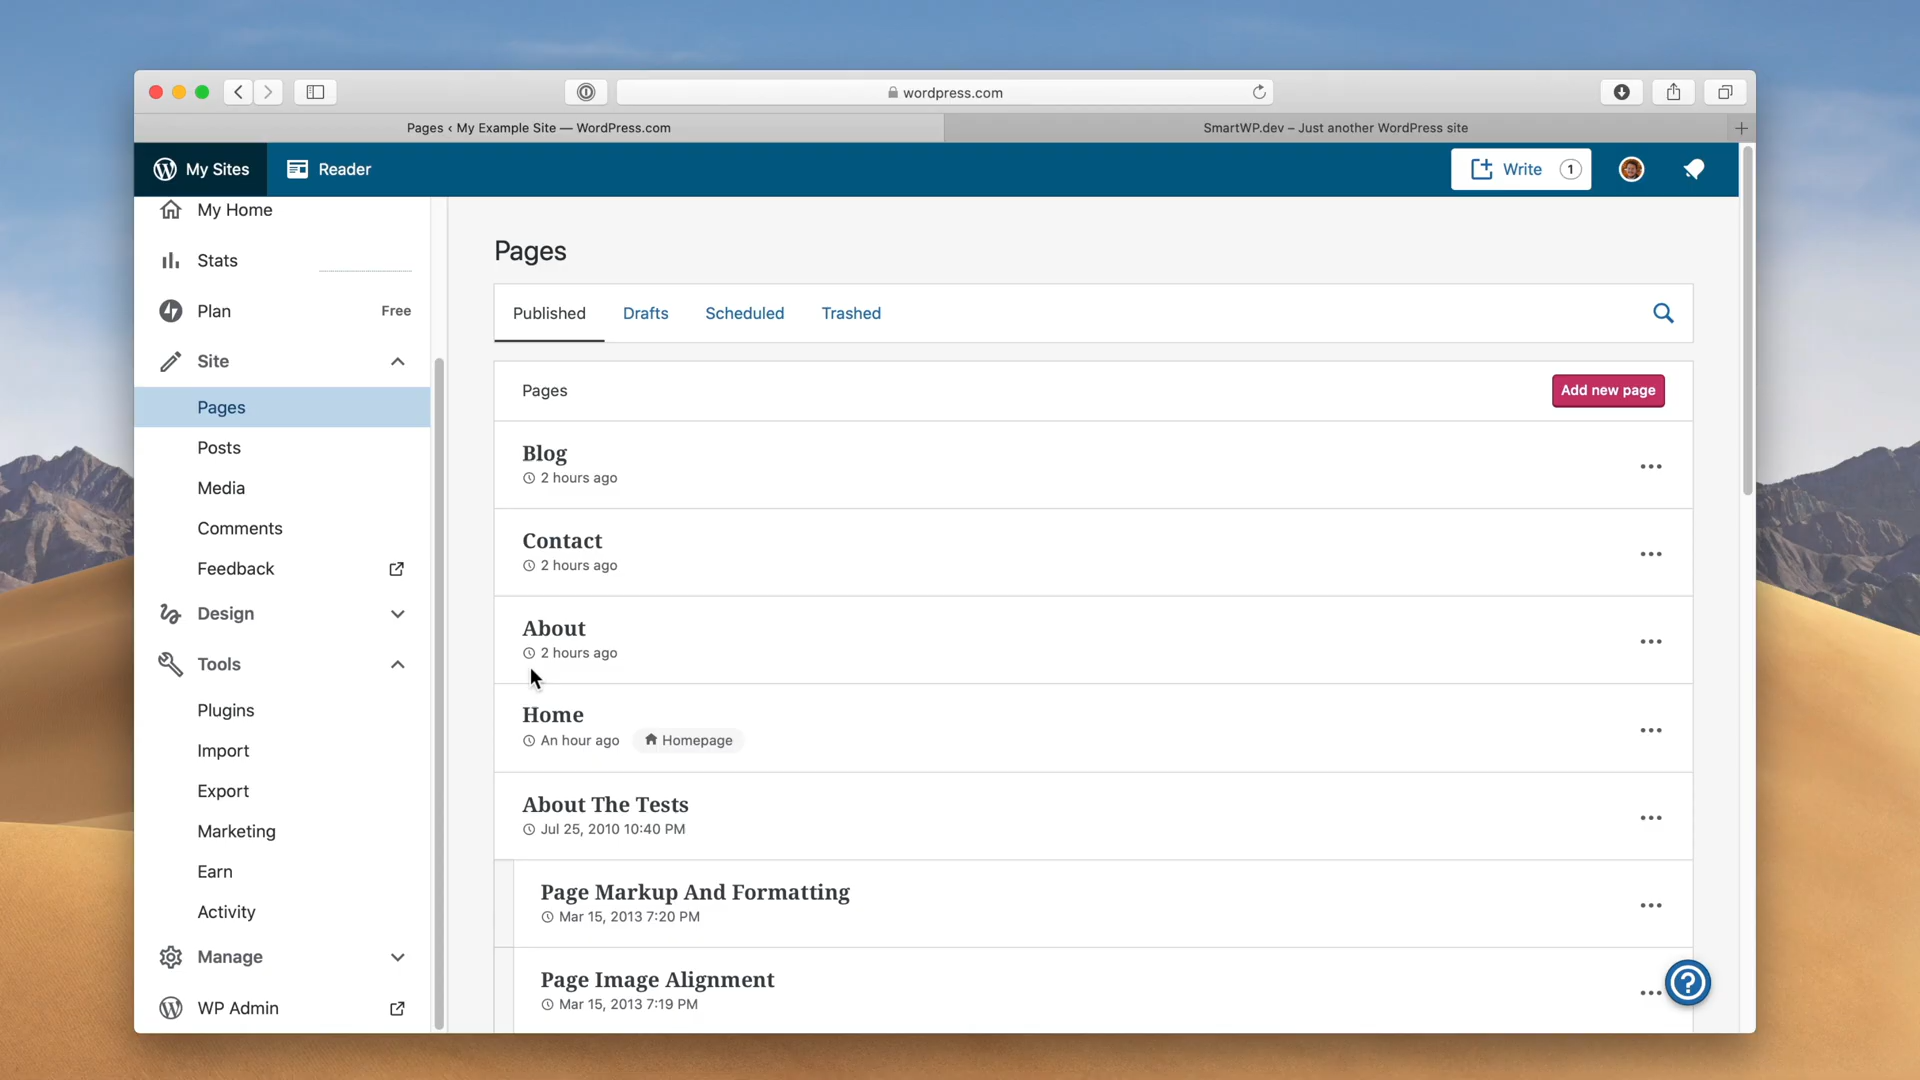 wordpress.com
Pages ‹ My Example Site — WordPress.com
SmartWP.dev – Just another WordPress site
My Sites
Reader
Write 1
My Home
Stats
Plan Free
Site
Pages
Posts
Media
Comments
Feedback
Design
Tools
Plugins
Import
Export
Marketing
Earn
Activity
Manage
WP Admin
Pages
Published Drafts Scheduled Trashed
Pages
Add new page
Blog
2 hours ago
Contact
2 hours ago
About
2 hours ago
Home
An hour ago Homepage
About The Tests
Jul 25, 2010 10:40 PM
Page Markup And Formatting
Mar 15, 2013 7:20 PM
Page Image Alignment
Mar 15, 2013 7:19 PM